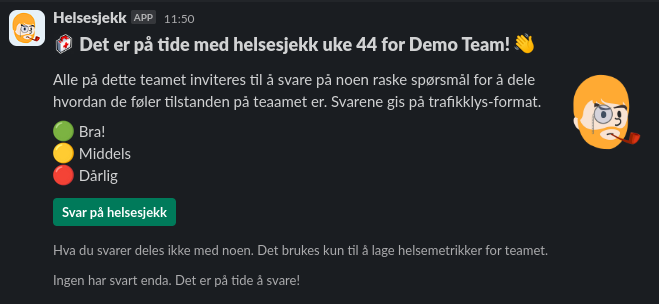 Helsesjekk APP 11:50
Det er på tide med helsesjekk uke 44 for Demo Team!
Alle på dette teamet inviteres til å svare på noen raske spørsmål for å dele
hvordan de føler tilstanden på teaamet er. Svarene gis på trafikklys-format.
Bra!
Middels
Dårlig
Svar på helsesjekk
Hva du svarer deles ikke med noen. Det brukes kun til å lage helsemetrikker for teamet.
Ingen har svart enda. Det er på tide å svare!